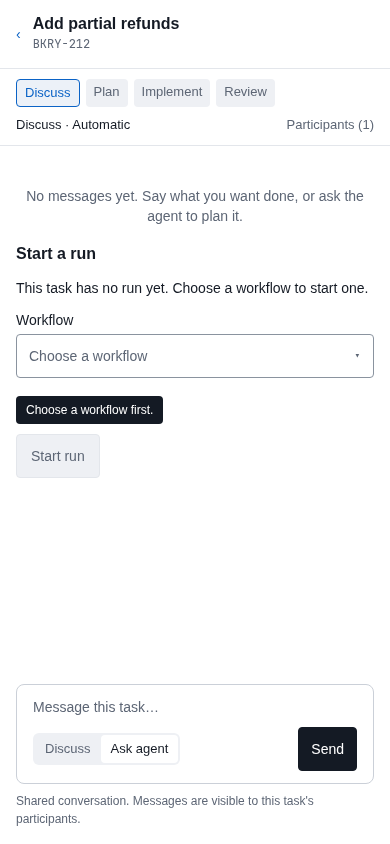 ‹ Add partial refunds
BKRY-212
Discuss Plan Implement Review
Discuss · Automatic Participants (1)
No messages yet. Say what you want done, or ask the
agent to plan it.
Start a run
This task has no run yet. Choose a workflow to start one.
Workflow
Choose a workflow
Choose a workflow first.
Start run
Message this task…
Discuss Ask agent Send
Shared conversation. Messages are visible to this task's
participants.